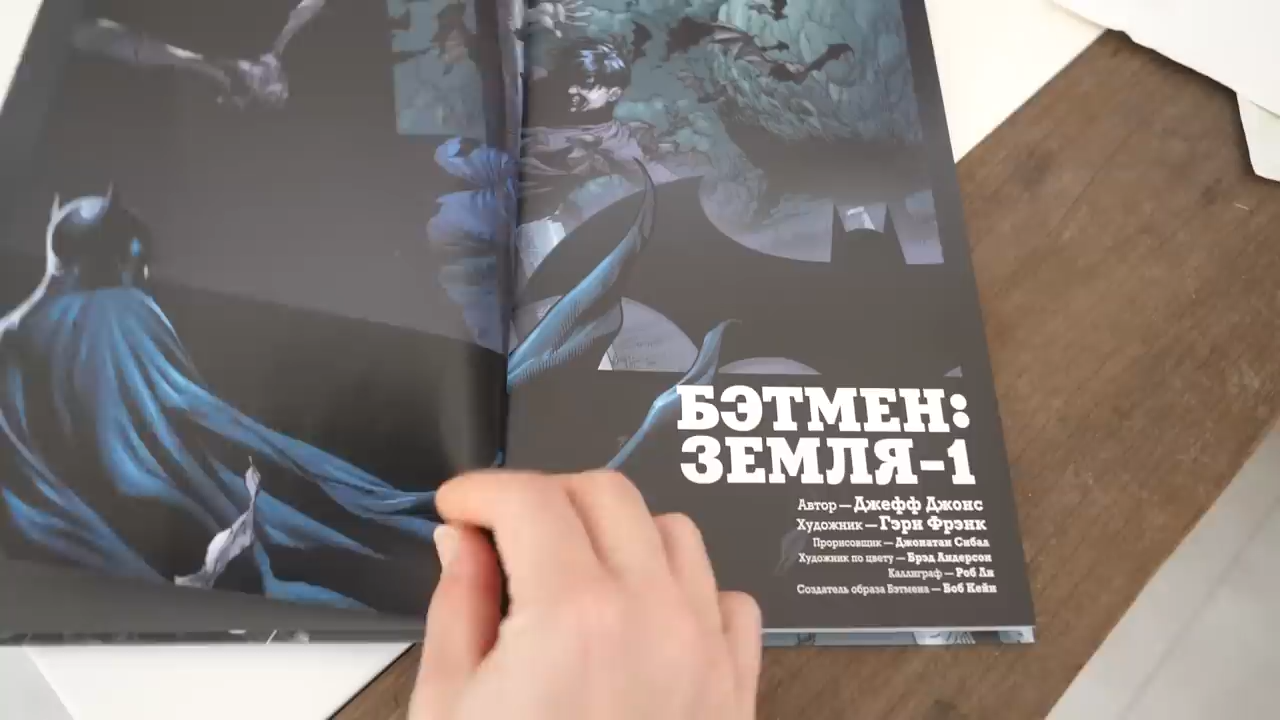 БЭТМЕН:
ЗЕМЛЯ-1
Автор — Джефф Джонс
Художник — Гэри Фрэнк
Прорисовщик — Джонатан Сибал
Художник по цвету — Брэд Андерсон
Каллиграф — Роб Ли
Создатель образа Бэтмена — Боб Кейн